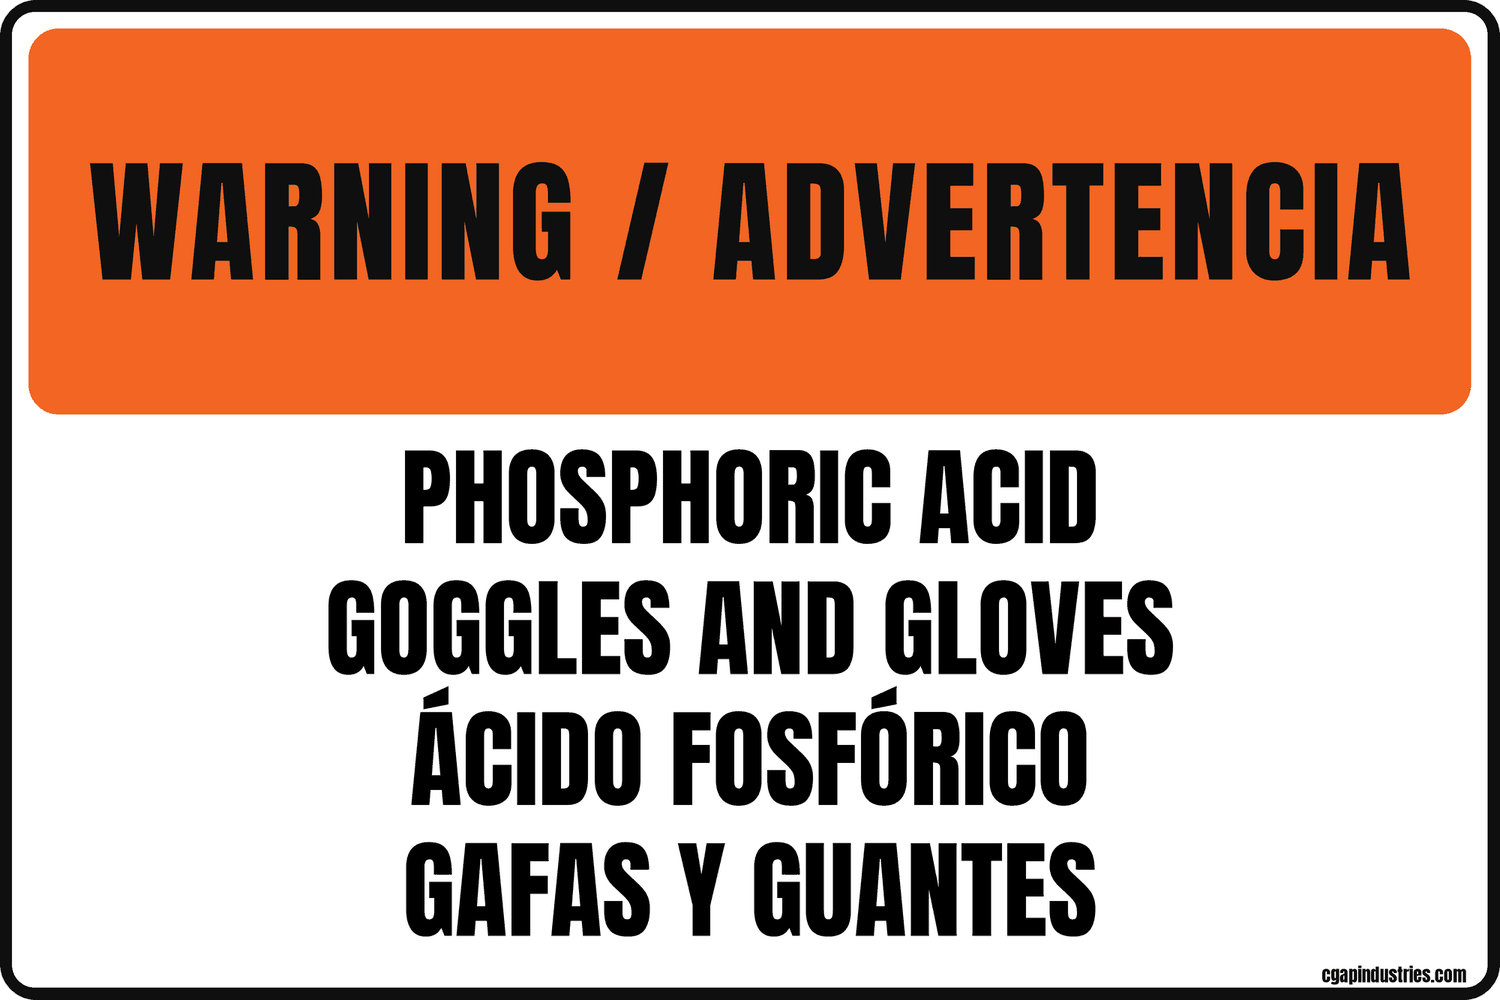 WARNING / ADVERTENCIA
PHOSPHORIC ACID
GOGGLES AND GLOVES
ÁCIDO FOSFÓRICO
GAFAS Y GUANTES
cgapindustries.com